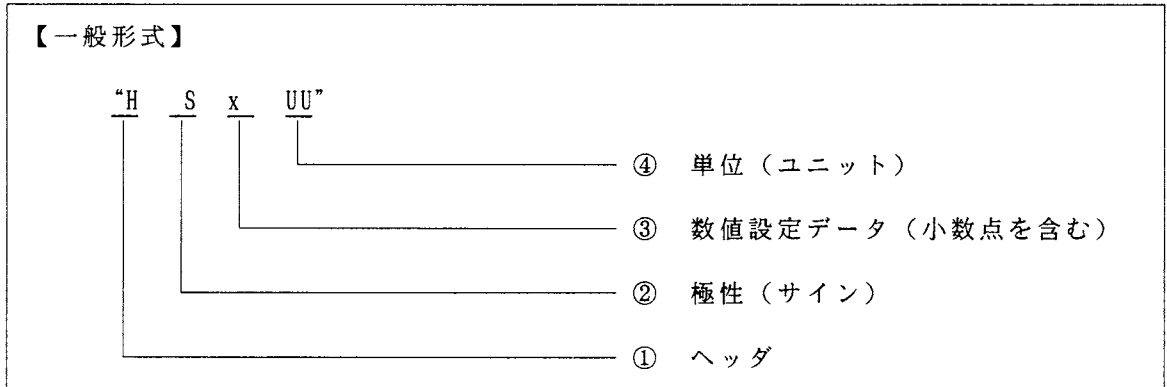 【一般形式】
“H S x UU”
④ 単位（ユニット）
③ 数値設定データ（小数点を含む）
② 極性（サイン）
① ヘッダ